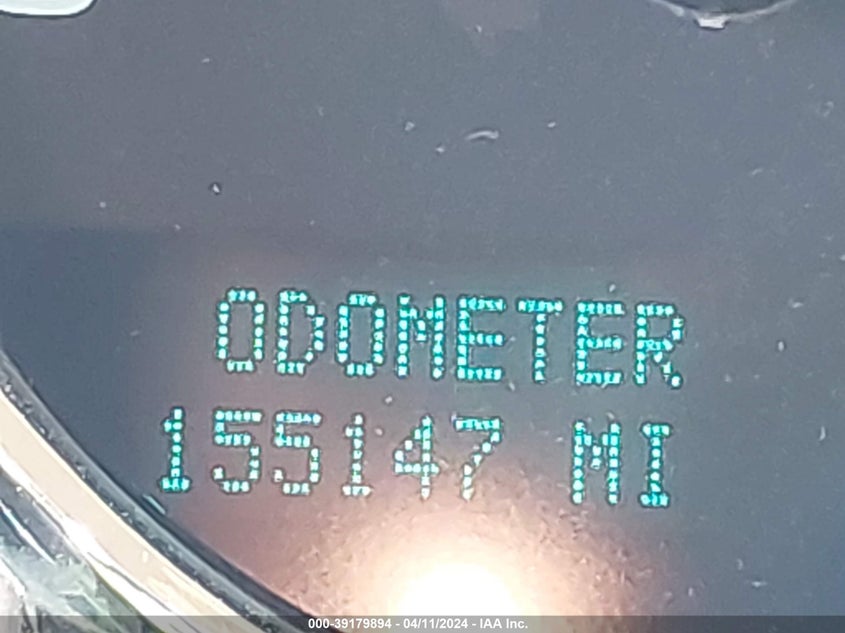 ODOMETER
155147 MI
000-39179894 - 04/11/2024 - IAA Inc.